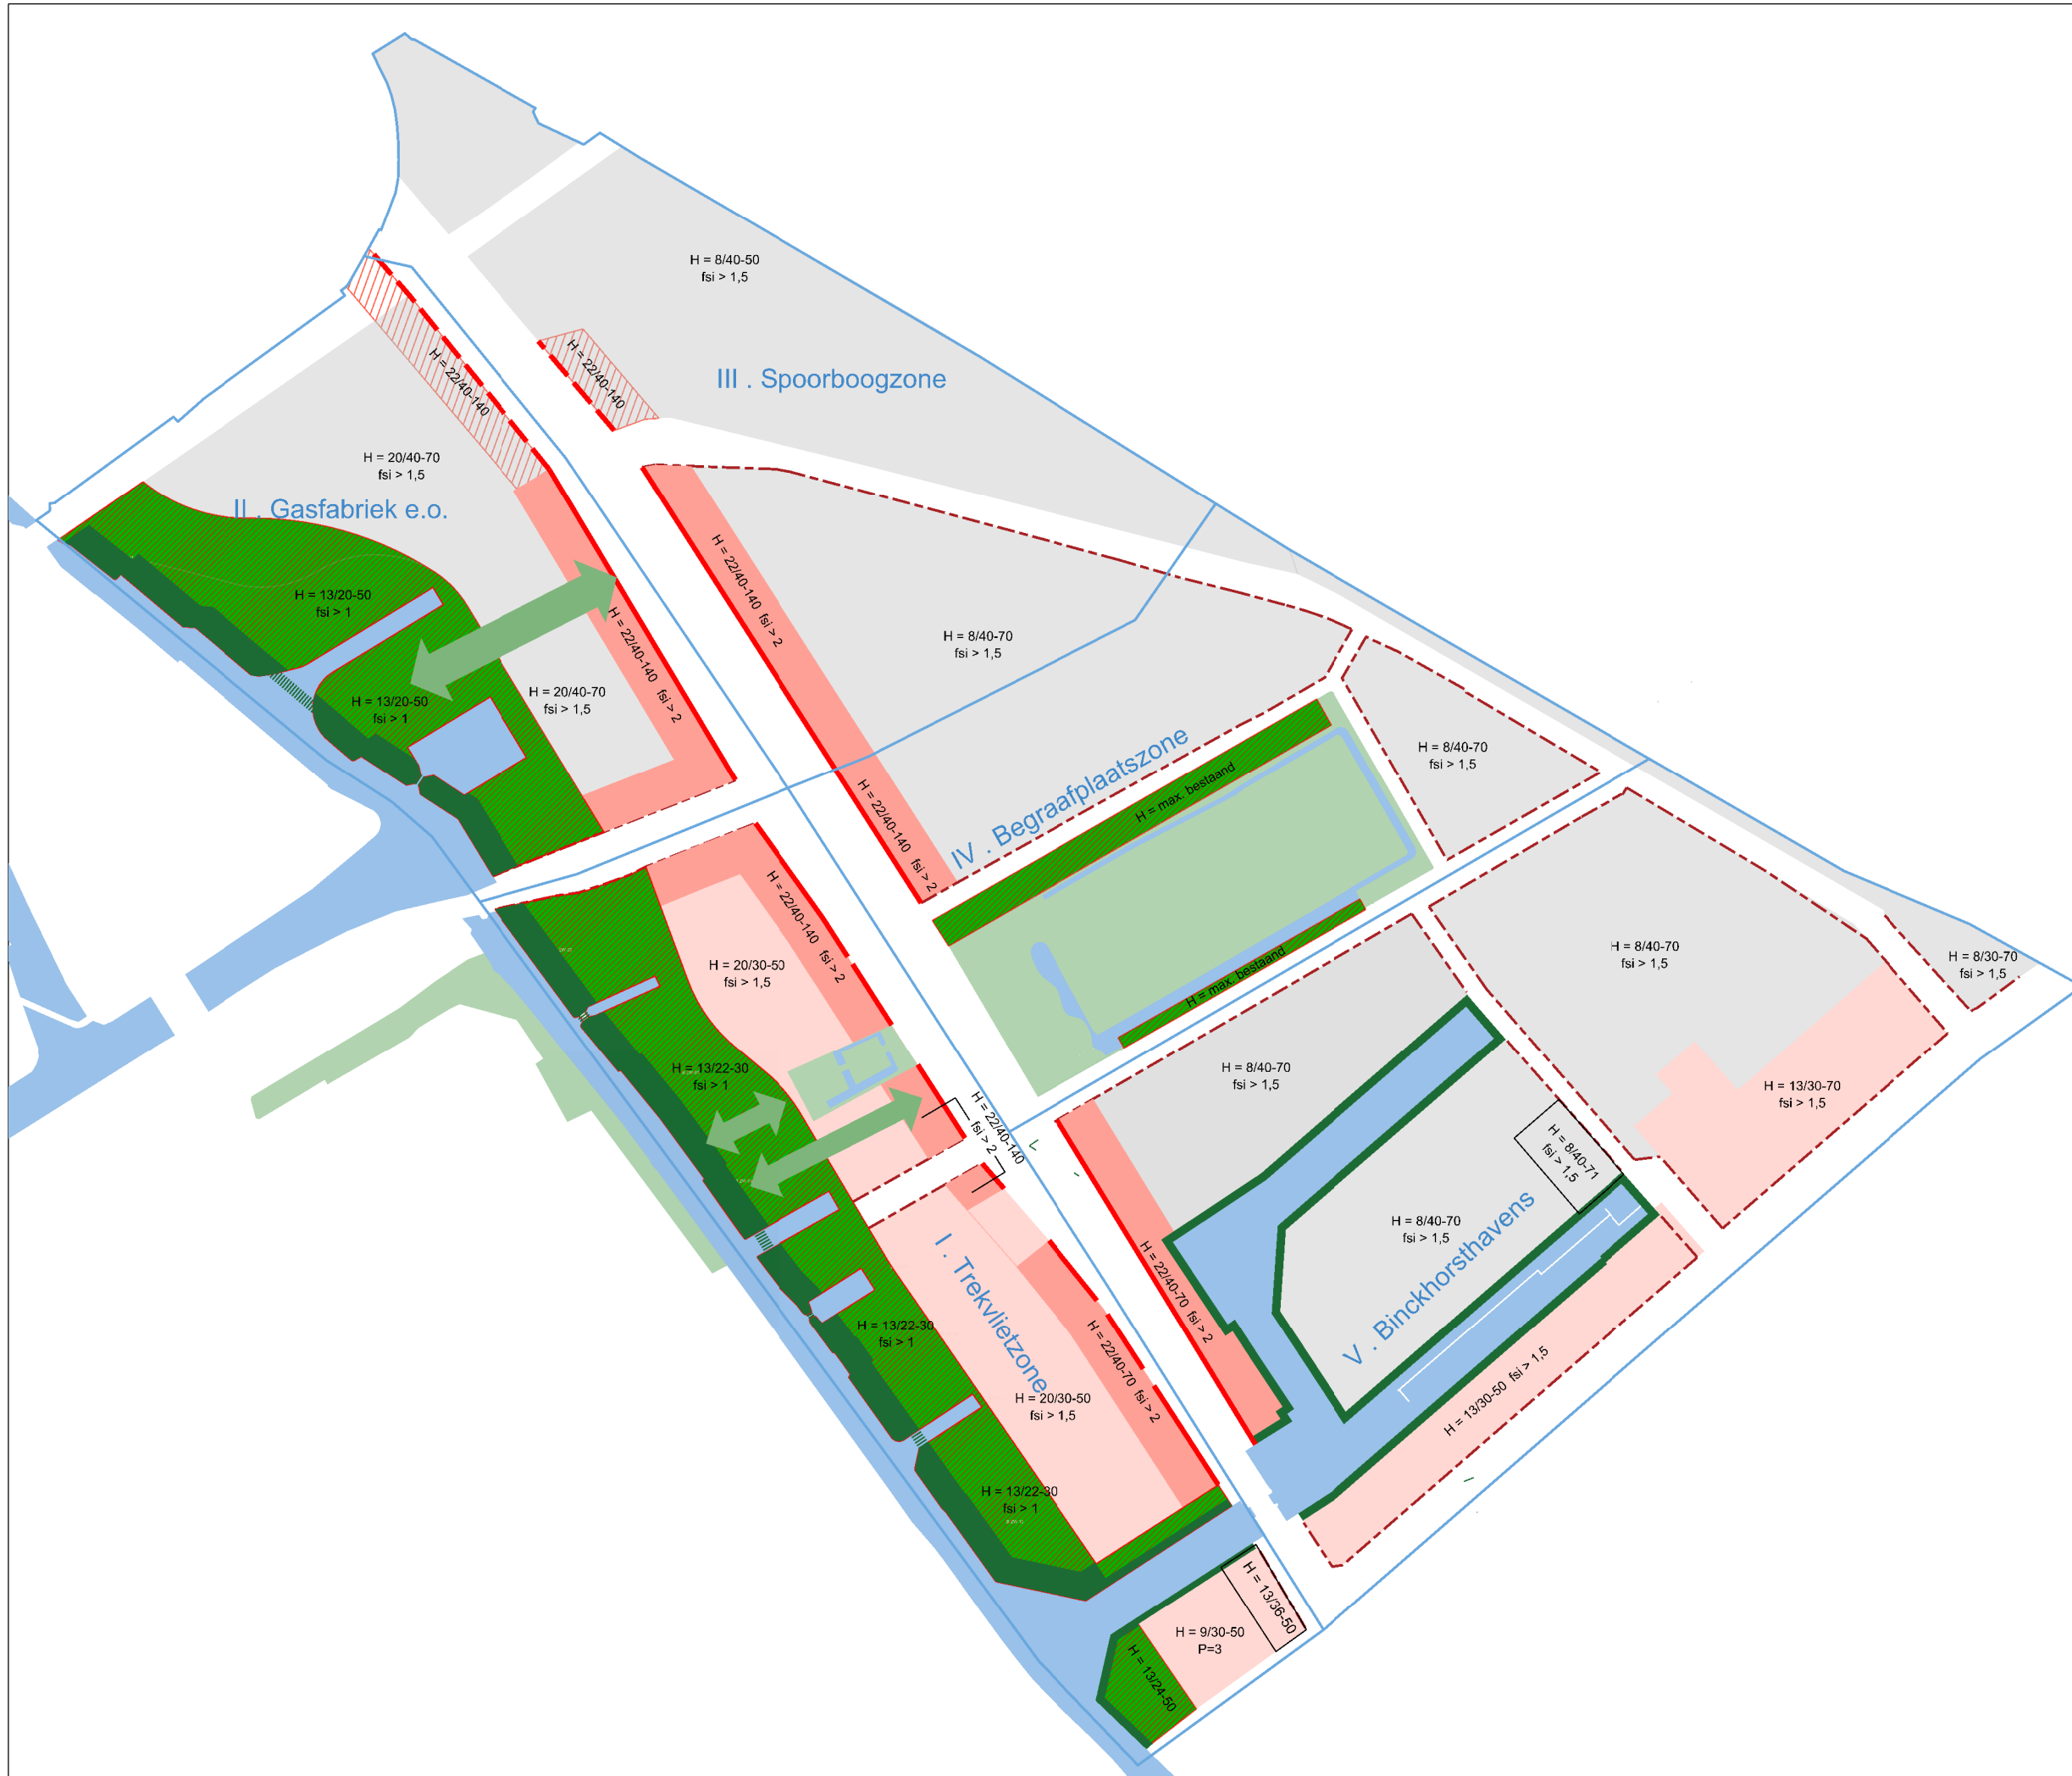 H = 8/40-50
fsi > 1,5
H = 22/40-140
H = 22/40-140
III . Spoorboogzone
H = 20/40-70
fsi > 1,5
II . Gasfabriek e.o.
H = 22/40-140   fsi > 2
H = 13/20-50
fsi > 1
H = 22/40-140   fsi > 2
H = 8/40-70
fsi > 1,5
H = 13/20-50
fsi > 1
H = 20/40-70
fsi > 1,5
H = 8/40-70
fsi > 1,5
IV . Begraafplaatszone
H = max. bestaand
H = 22/40-140   fsi > 2
H = 22/40-140   fsi > 2
H = 20/30-50
fsi > 1,5
H = 8/40-70
fsi > 1,5
H = 8/30-70
fsi > 1,5
H = max. bestaand
H = 13/22-30
fsi > 1
H = 22/40-140
fsi > 2
H = 8/40-70
fsi > 1,5
H = 13/30-70
fsi > 1,5
H = 8/40-71
fsi > 1,5
H = 8/40-70
fsi > 1,5
V . Binckhorsthavens
I . Trekvlietzone
H = 22/40-70  fsi > 2
H = 13/22-30
fsi > 1
H = 22/40-70  fsi > 2
H = 20/30-50
fsi > 1,5
H = 13/30-50  fsi > 1,5
H = 13/22-30
fsi > 1
H = 13/36-50
H = 9/30-50
P=3
H = 13/24-50